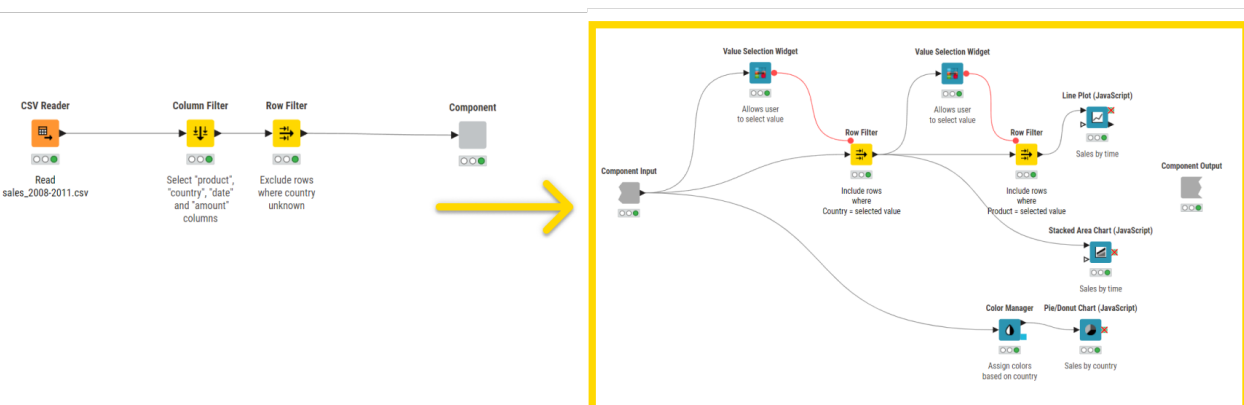 CSV Reader
Read
sales_2008-2011.csv
Column Filter
Select "product",
"country", "date"
and "amount"
columns
Row Filter
Exclude rows
where country
unknown
Component
Component Input
Value Selection Widget
Allows user
to select value
Row Filter
Include rows
where
Country = selected value
Value Selection Widget
Allows user
to select value
Row Filter
Include rows
where
Product = selected value
Line Plot (JavaScript)
Sales by time
Component Output
Stacked Area Chart (JavaScript)
Sales by time
Color Manager
Assign colors
based on country
Pie/Donut Chart (JavaScript)
Sales by country